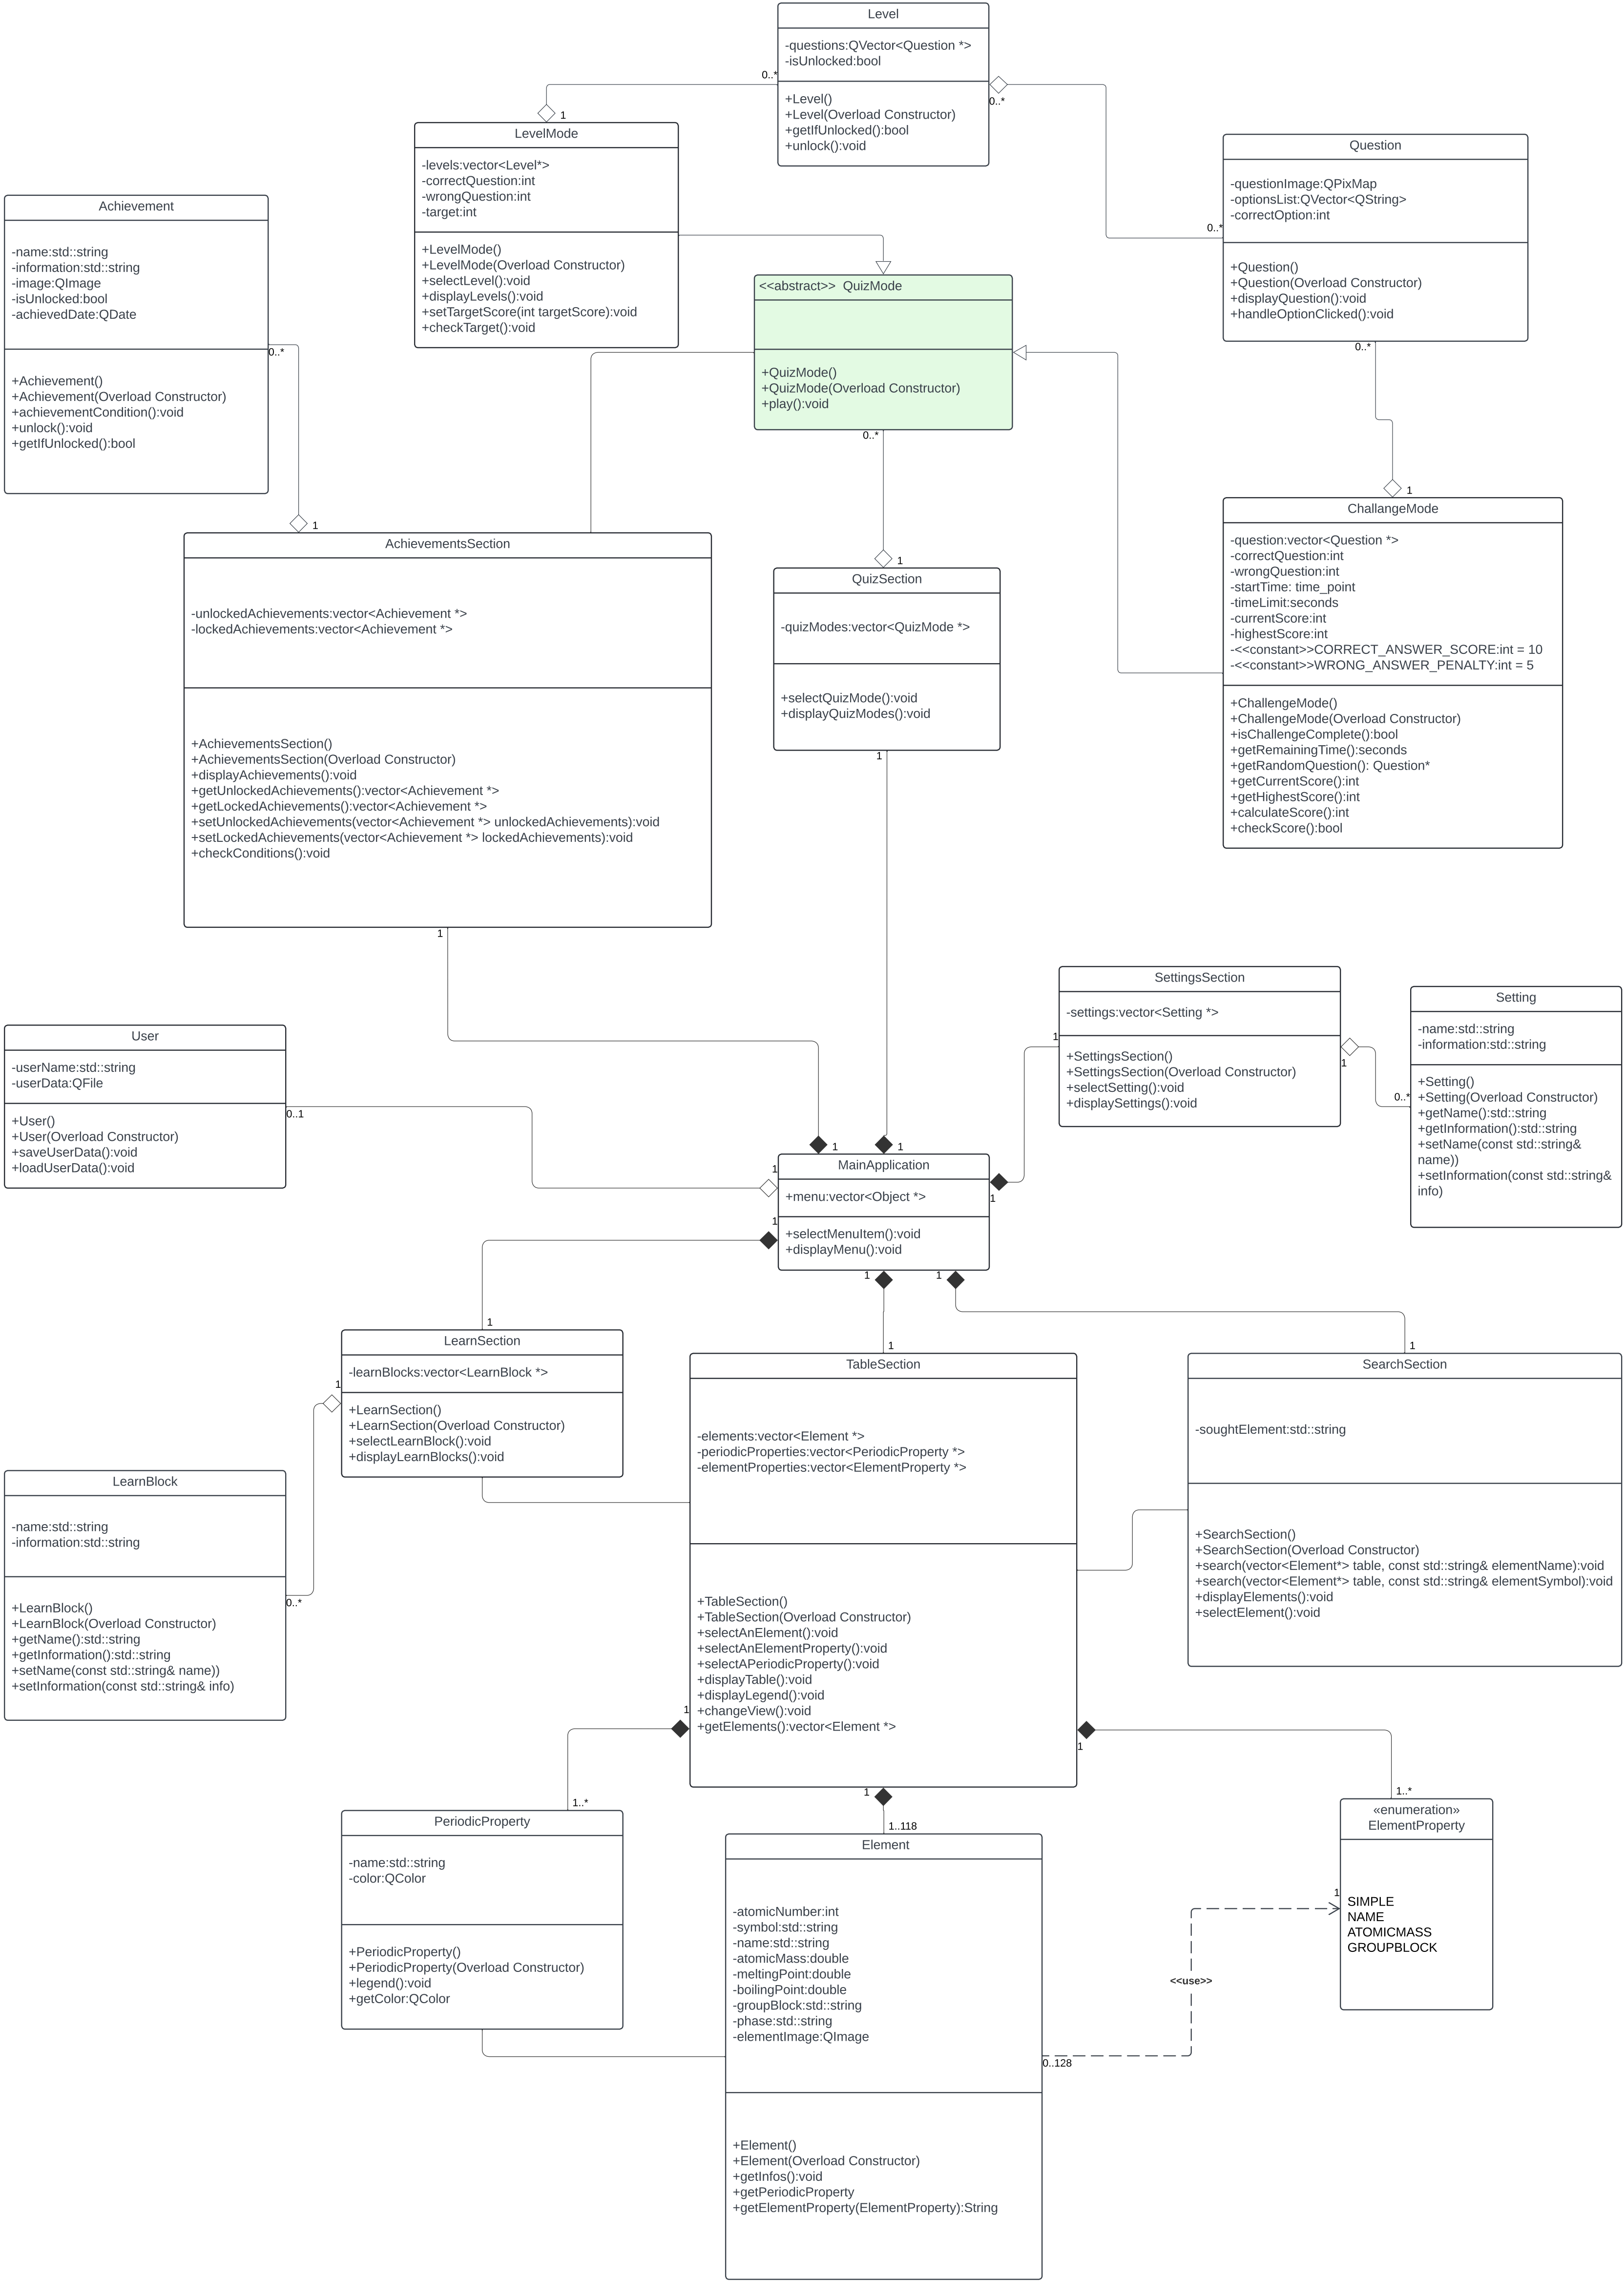 Level
-questions:QVector<Question *>
-isUnlocked:bool
+Level()
+Level(Overload Constructor)
+getIfUnlocked():bool
+unlock():void
0..*
1
0..*
0..*
LevelMode
-levels:vector<Level*>
-correctQuestion:int
-wrongQuestion:int
-target:int
+LevelMode()
+LevelMode(Overload Constructor)
+selectLevel():void
+displayLevels():void
+setTargetScore(int targetScore):void
+checkTarget():void
Question
-questionImage:QPixMap
-optionsList:QVector<QString>
-correctOption:int
+Question()
+Question(Overload Constructor)
+displayQuestion():void
+handleOptionClicked():void
0..*
1
Achievement
-name:std::string
-information:std::string
-image:QImage
-isUnlocked:bool
-achievedDate:QDate
+Achievement()
+Achievement(Overload Constructor)
+achievementCondition():void
+unlock():void
+getIfUnlocked():bool
0..*
1
<<abstract>> QuizMode
+QuizMode()
+QuizMode(Overload Constructor)
+play():void
0..*
1
ChallangeMode
-question:vector<Question *>
-correctQuestion:int
-wrongQuestion:int
-startTime: time_point
-timeLimit:seconds
-currentScore:int
-highestScore:int
-<<constant>>CORRECT_ANSWER_SCORE:int = 10
-<<constant>>WRONG_ANSWER_PENALTY:int = 5
+ChallengeMode()
+ChallengeMode(Overload Constructor)
+isChallengeComplete():bool
+getRemainingTime():seconds
+getRandomQuestion(): Question*
+getCurrentScore():int
+getHighestScore():int
+calculateScore():int
+checkScore():bool
AchievementsSection
-unlockedAchievements:vector<Achievement *>
-lockedAchievements:vector<Achievement *>
+AchievementsSection()
+AchievementsSection(Overload Constructor)
+displayAchievements():void
+getUnlockedAchievements():vector<Achievement *>
+getLockedAchievements():vector<Achievement *>
+setUnlockedAchievements(vector<Achievement *> unlockedAchievements):void
+setLockedAchievements(vector<Achievement *> lockedAchievements):void
+checkConditions():void
1
QuizSection
-quizModes:vector<QuizMode *>
+selectQuizMode():void
+displayQuizModes():void
1
SettingsSection
-settings:vector<Setting *>
+SettingsSection()
+SettingsSection(Overload Constructor)
+selectSetting():void
+displaySettings():void
1
1
0..*
Setting
-name:std::string
-information:std::string
+Setting()
+Setting(Overload Constructor)
+getName():std::string
+getInformation():std::string
+setName(const std::string&
name))
+setInformation(const std::string&
info)
User
-userName:std::string
-userData:QFile
+User()
+User(Overload Constructor)
+saveUserData():void
+loadUserData():void
0..1
1
1
1
1
1
MainApplication
+menu:vector<Object *>
+selectMenuItem():void
+displayMenu():void
1
1
LearnSection
-learnBlocks:vector<LearnBlock *>
+LearnSection()
+LearnSection(Overload Constructor)
+selectLearnBlock():void
+displayLearnBlocks():void
1
1
0..*
LearnBlock
-name:std::string
-information:std::string
+LearnBlock()
+LearnBlock(Overload Constructor)
+getName():std::string
+getInformation():std::string
+setName(const std::string& name))
+setInformation(const std::string& info)
1
TableSection
-elements:vector<Element *>
-periodicProperties:vector<PeriodicProperty *>
-elementProperties:vector<ElementProperty *>
+TableSection()
+TableSection(Overload Constructor)
+selectAnElement():void
+selectAnElementProperty():void
+selectAPeriodicProperty():void
+displayTable():void
+displayLegend():void
+changeView():void
+getElements():vector<Element *>
1
1
1
1
SearchSection
-soughtElement:std::string
+SearchSection()
+SearchSection(Overload Constructor)
+search(vector<Element*> table, const std::string& elementName):void
+search(vector<Element*> table, const std::string& elementSymbol):void
+displayElements():void
+selectElement():void
1..*
PeriodicProperty
-name:std::string
-color:QColor
+PeriodicProperty()
+PeriodicProperty(Overload Constructor)
+legend():void
+getColor:QColor
1..118
Element
-atomicNumber:int
-symbol:std::string
-name:std::string
-atomicMass:double
-meltingPoint:double
-boilingPoint:double
-groupBlock:std::string
-phase:std::string
-elementImage:QImage
+Element()
+Element(Overload Constructor)
+getInfos():void
+getPeriodicProperty
+getElementProperty(ElementProperty):String
0..128
<<use>>
1
1..*
«enumeration»
ElementProperty
SIMPLE
NAME
ATOMICMASS
GROUPBLOCK